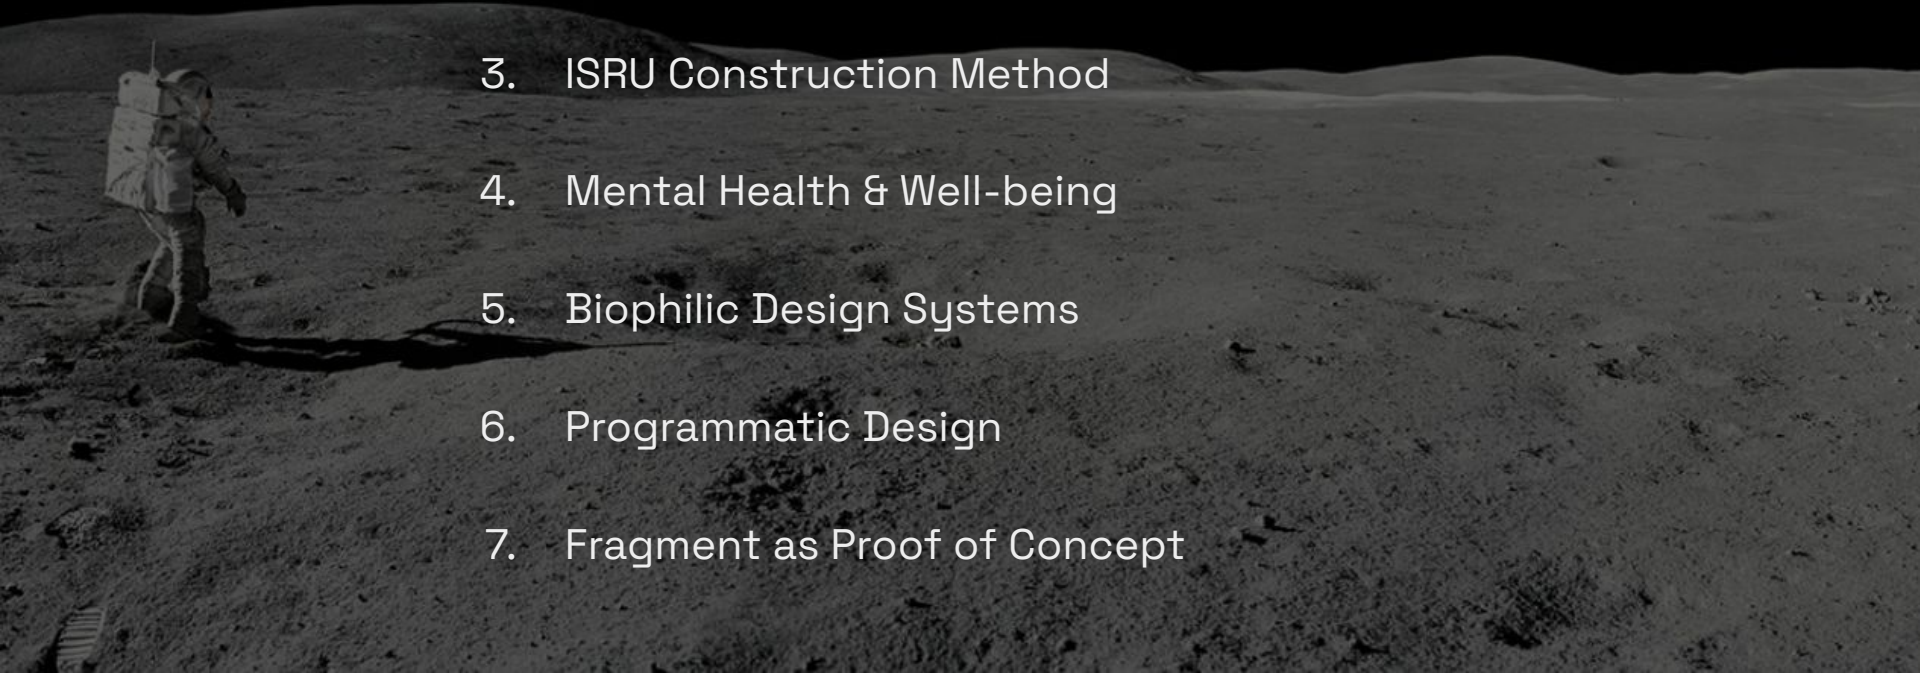 3. ISRU Construction Method
4. Mental Health & Well-being
5. Biophilic Design Systems
6. Programmatic Design
7. Fragment as Proof of Concept